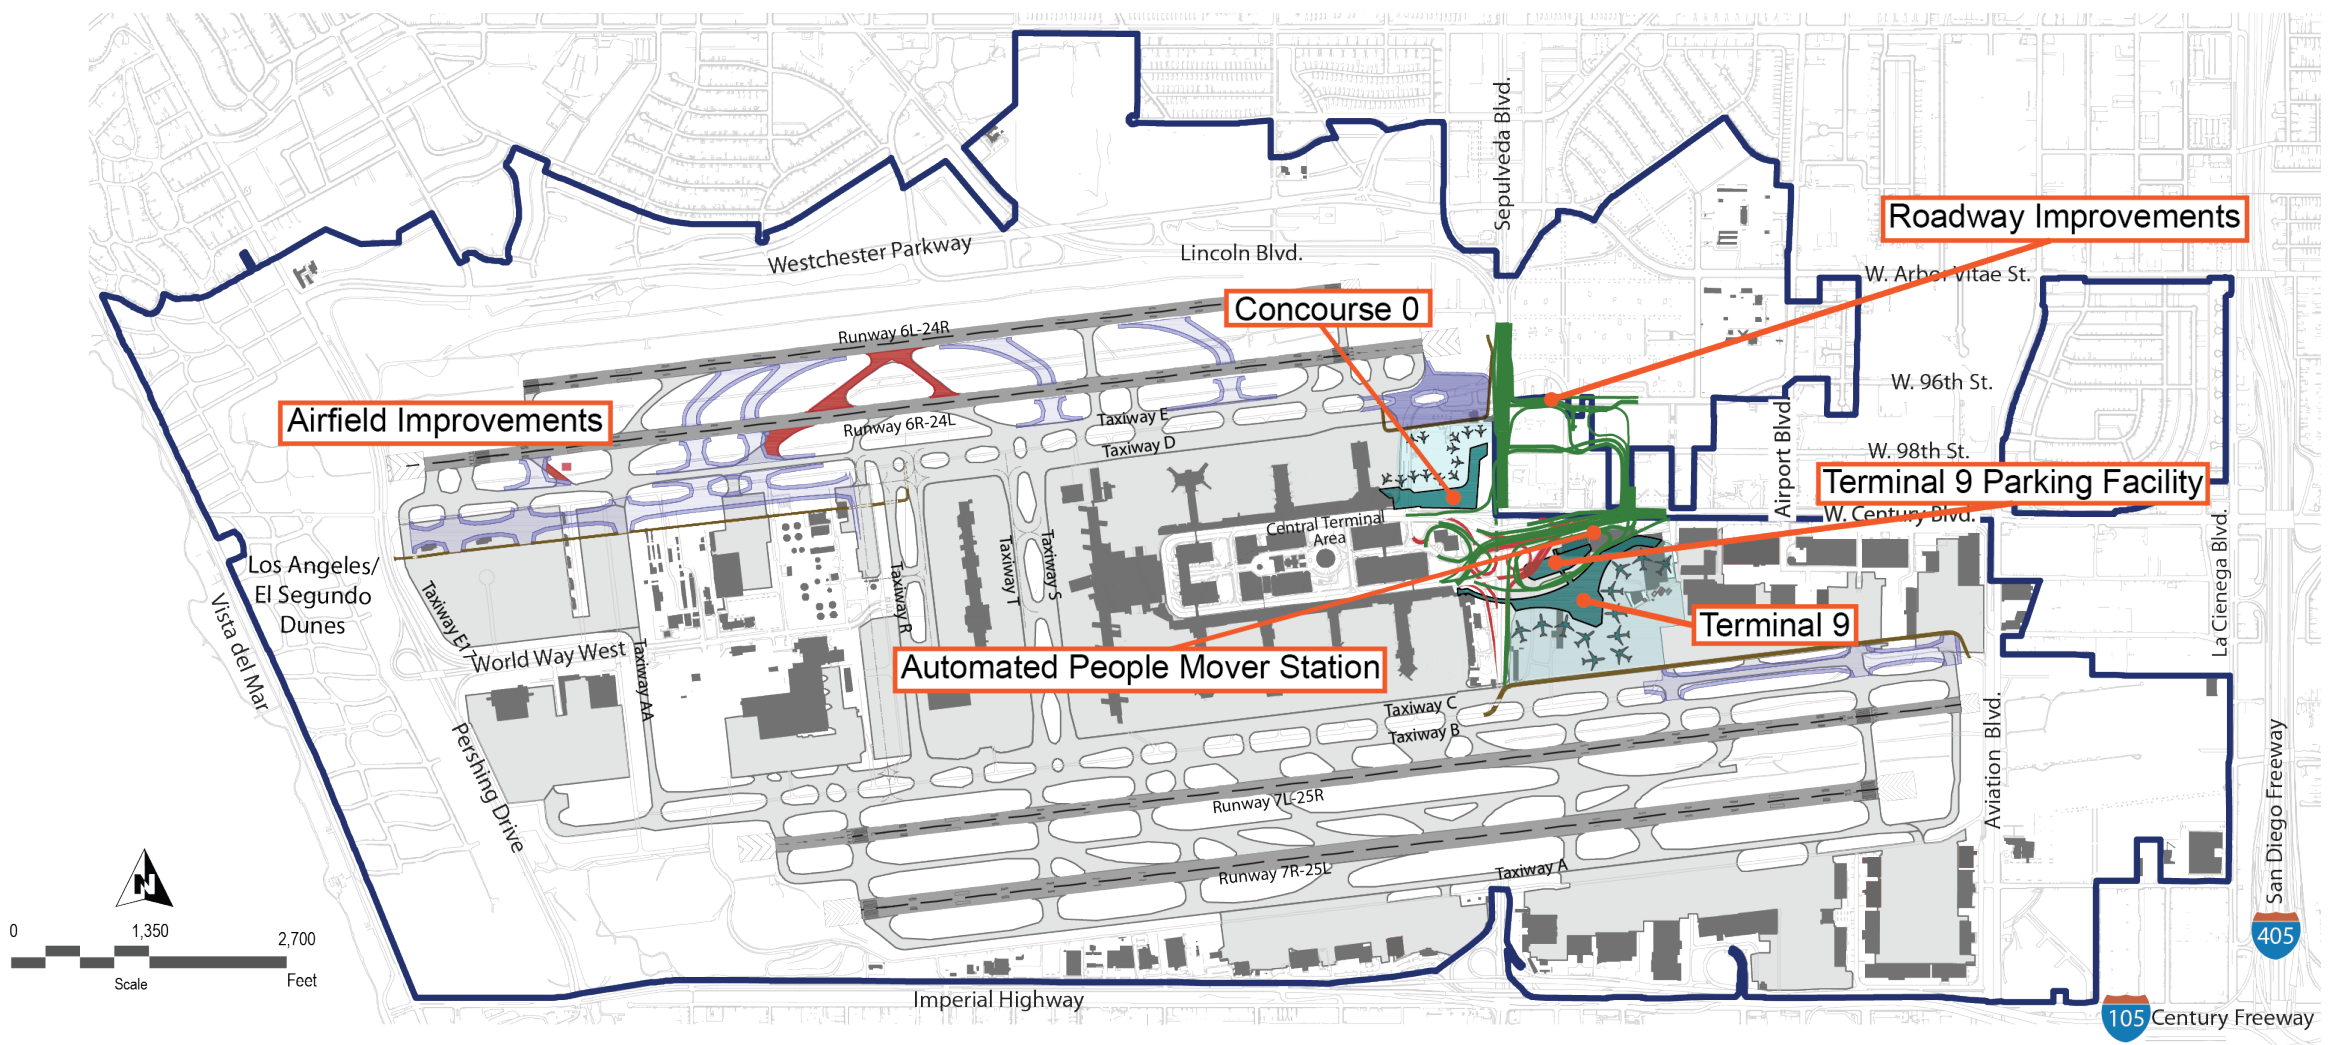 Sepulveda Blvd.
Roadway Improvements
Westchester Parkway
Lincoln Blvd.
W. Arbor Vitae St.
Concourse 0
Runway 6L-24R
W. 96th St.
Airfield Improvements
Runway 6R-24L
Taxiway E
Taxiway D
Airport Blvd.
W. 98th St.
Terminal 9 Parking Facility
W. Century Blvd.
Central Terminal
Area
Los Angeles/
El Segundo
Dunes
Vista del Mar
Taxiway E1
Taxiway R
Taxiway T
Taxiway S
La Cienega Blvd.
Terminal 9
World Way West
Taxiway AA
Automated People Mover Station
Taxiway C
Taxiway B
Pershing Drive
Aviation Blvd.
San Diego Freeway
Runway 7L-25R
Runway 7R-25L
Taxiway A
N
0
1,350
2,700
Feet
Scale
405
Imperial Highway
105
Century Freeway